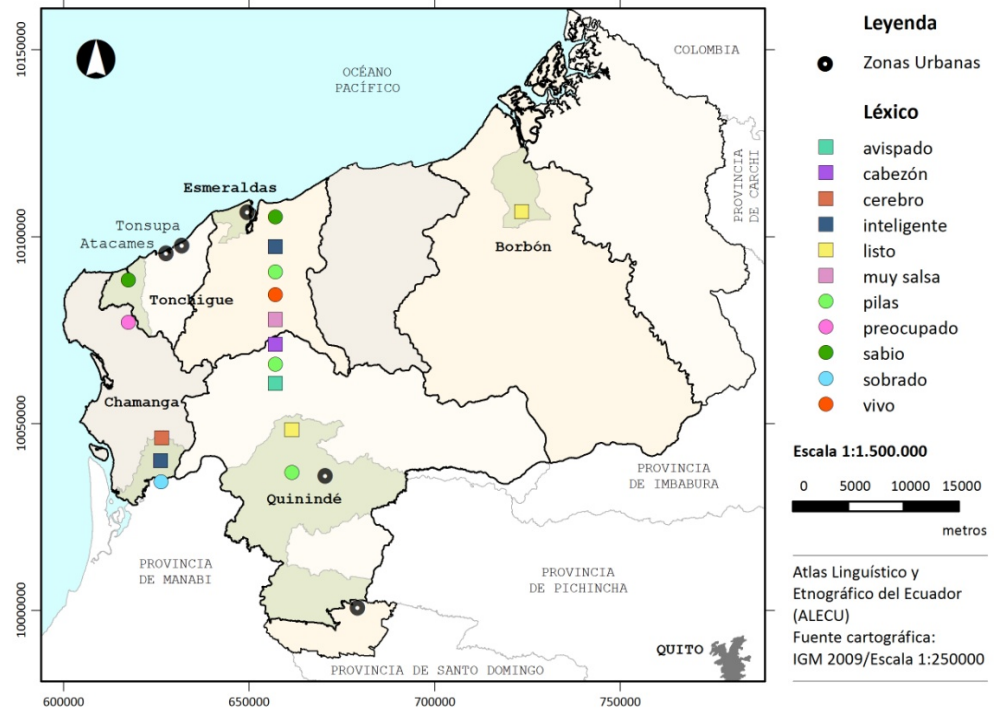 10150000
10100000
10050000
10000000
600000
650000
700000
750000
OCÉANO
PACÍFICO
COLOMBIA
PROVINCIA
DE CARCHI
Esmeraldas
Tonsupa
Atacames
Tonchigue
Borbón
Chamanga
Quinindé
PROVINCIA
DE IMBABURA
PROVINCIA
DE MANABI
PROVINCIA
DE PICHINCHA
QUITO
PROVINCIA DE SANTO DOMINGO
Leyenda
Zonas Urbanas
Léxico
avispado
cabezón
cerebro
inteligente
listo
muy salsa
pilas
preocupado
sabio
sobrado
vivo
Escala 1:1.500.000
0 5000 10000 15000
metros
Atlas Linguístico y
Etnográfico del Ecuador
(ALECU)
Fuente cartográfica:
IGM 2009/Escala 1:250000